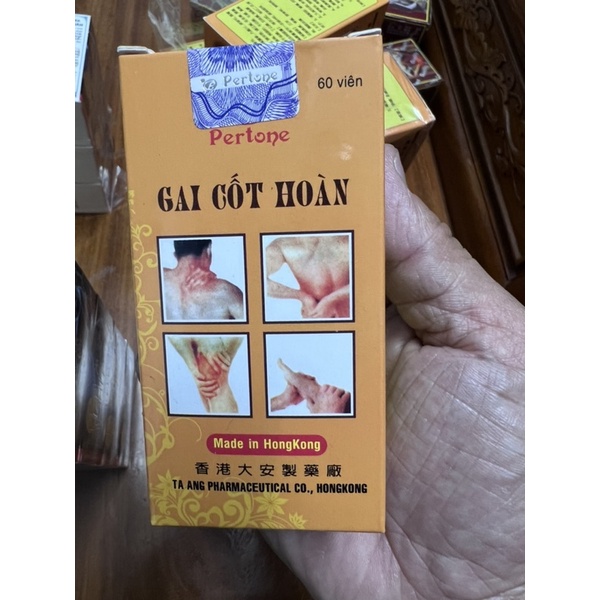 Pertone
60 viên
Pertone
GAI CỐT HOÀN
Made in HongKong
香港大安製藥廠
TA ANG PHARMACEUTICAL CO., HONGKONG